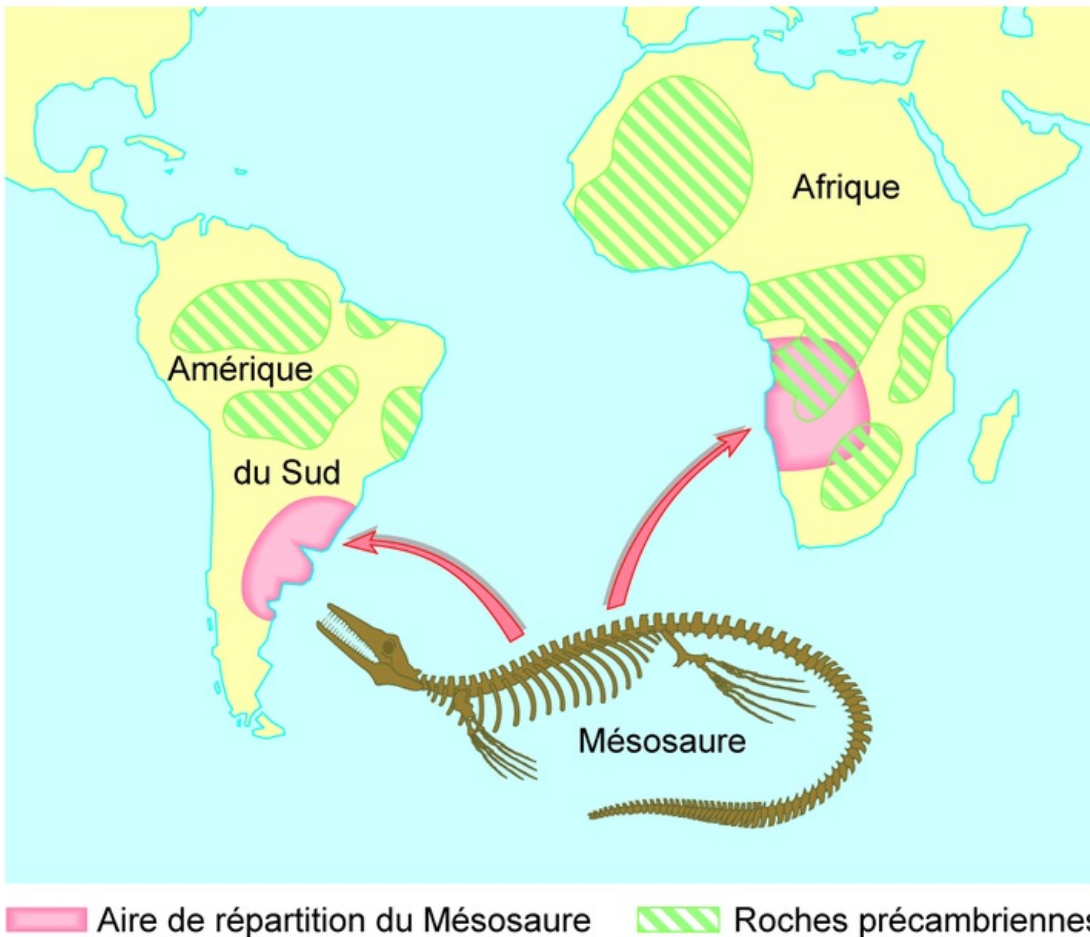 Afrique
Amérique
du Sud
Mésosaure
Aire de répartition du Mésosaure
Roches précambriennes